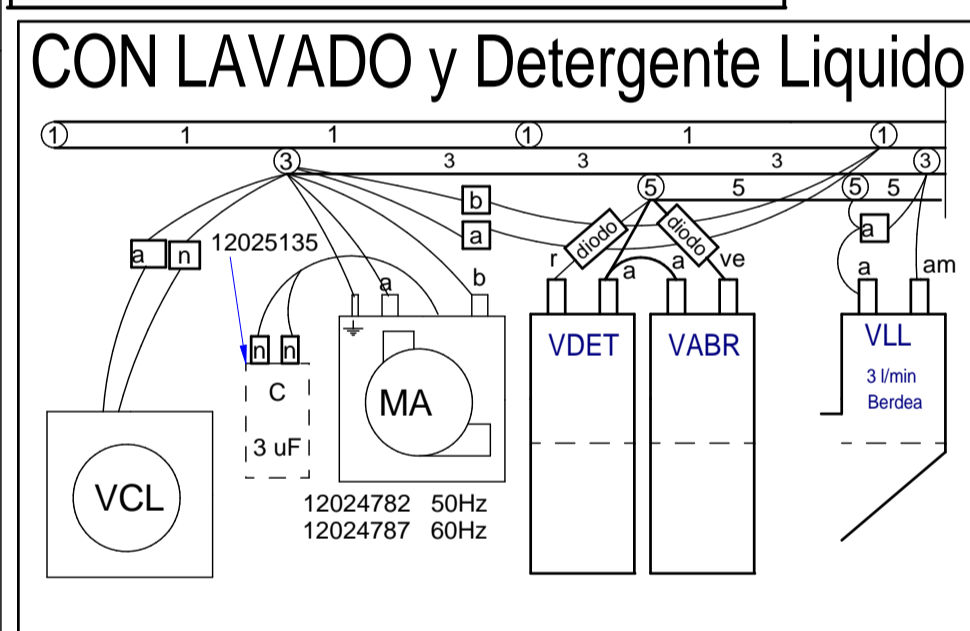 CON LAVADO y Detergente Liquido
1 1 1 1 1 1
3 3 3 3 3
5 5 5 5
b
a
diodo diodo
a
a n
12025135
r a a ve
a am
a b
n n
VDET VABR VLL
C
MA
3 l/min
Berdea
3 uF
VCL
12024782 50Hz
12024787 60Hz